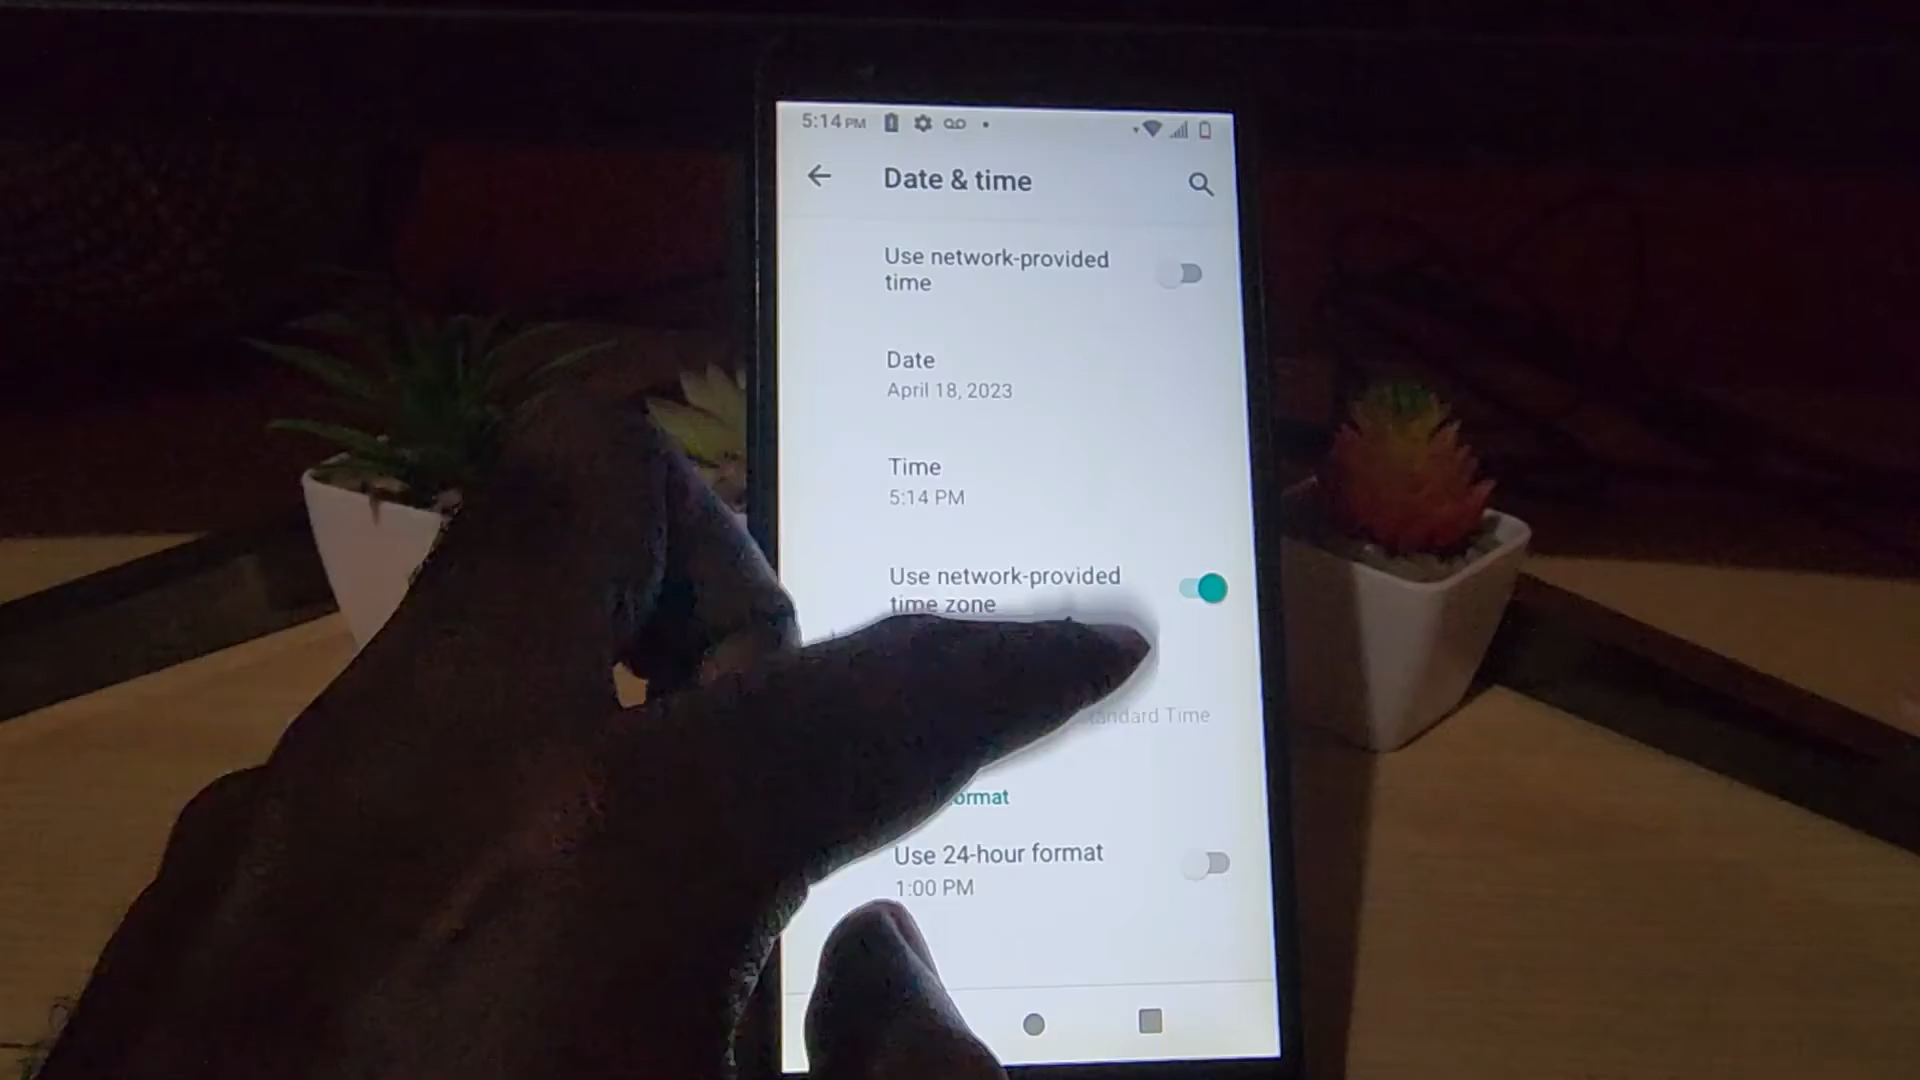 5:14 PM
Date & time
Use network-provided
time
Date
April 18, 2023
Time
5:14 PM
Use network-provided
time zone
Time
Use 24-hour format
1:00 PM